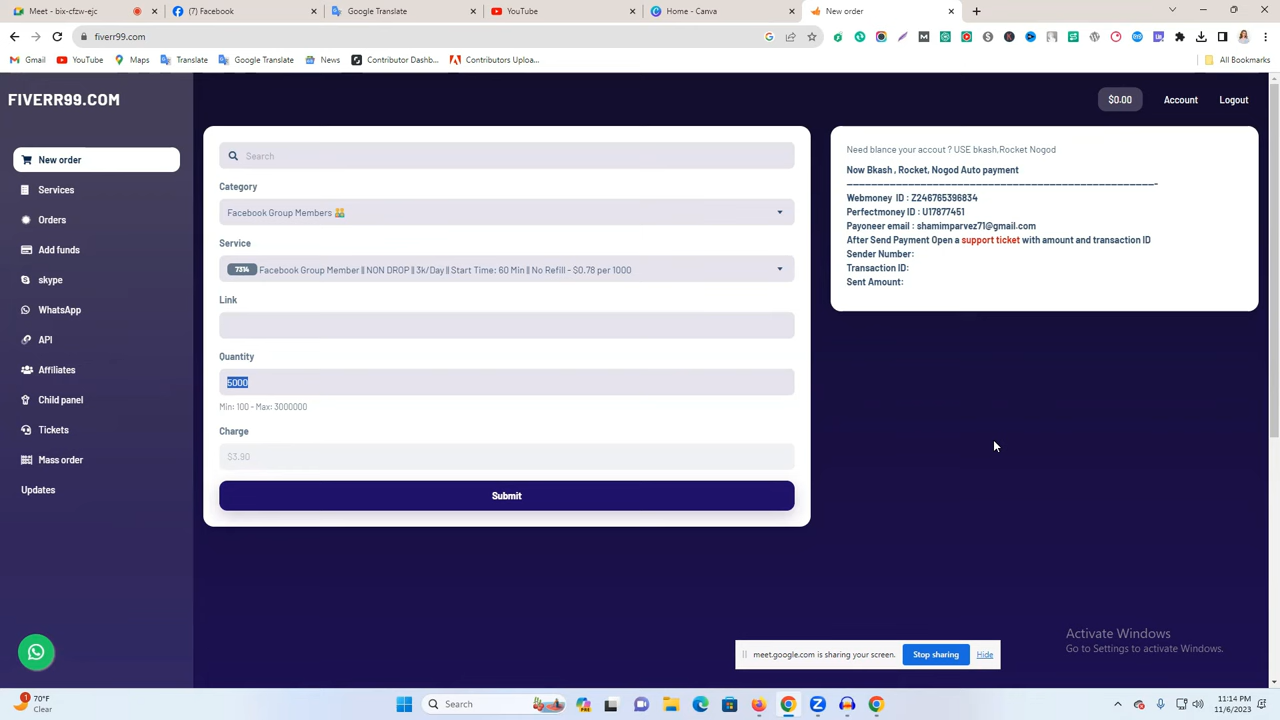 Meet - biz-cfzw-ejc
(7) Facebook
Google Translate
YouTube
Home - Canva
New order
fiverr99.com
Gmail
YouTube
Maps
Translate
Google Translate
News
Contributor Dashb...
Contributor Uploa...
All Bookmarks
FIVERR99.COM
$0.00
Account
Logout
New order
Services
Orders
Add funds
skype
WhatsApp
API
Affiliates
Child panel
Tickets
Mass order
Updates
Search
Category
Facebook Group Members
Service
7314 Facebook Group Member || NON DROP || 3k/Day || Start Time: 60 Min || No Refill - $0.78 per 1000
Link
Quantity
5000
Min: 100 - Max: 3000000
Charge
$3.90
Submit
Need blance your accout ? USE bkash,Rocket Nogod
Now Bkash , Rocket, Nogod Auto payment
Webmoney ID : Z246765396834
Perfectmoney ID : U17877451
Payoneer email : shamimparvez71@gmail.com
After Send Payment Open a support ticket with amount and transaction ID
Sender Number:
Transaction ID:
Sent Amount:
Activate Windows
Go to Settings to activate Windows.
meet.google.com is sharing your screen.
Stop sharing
Hide
1
70°F
Clear
Search
11:14 PM
11/6/2023